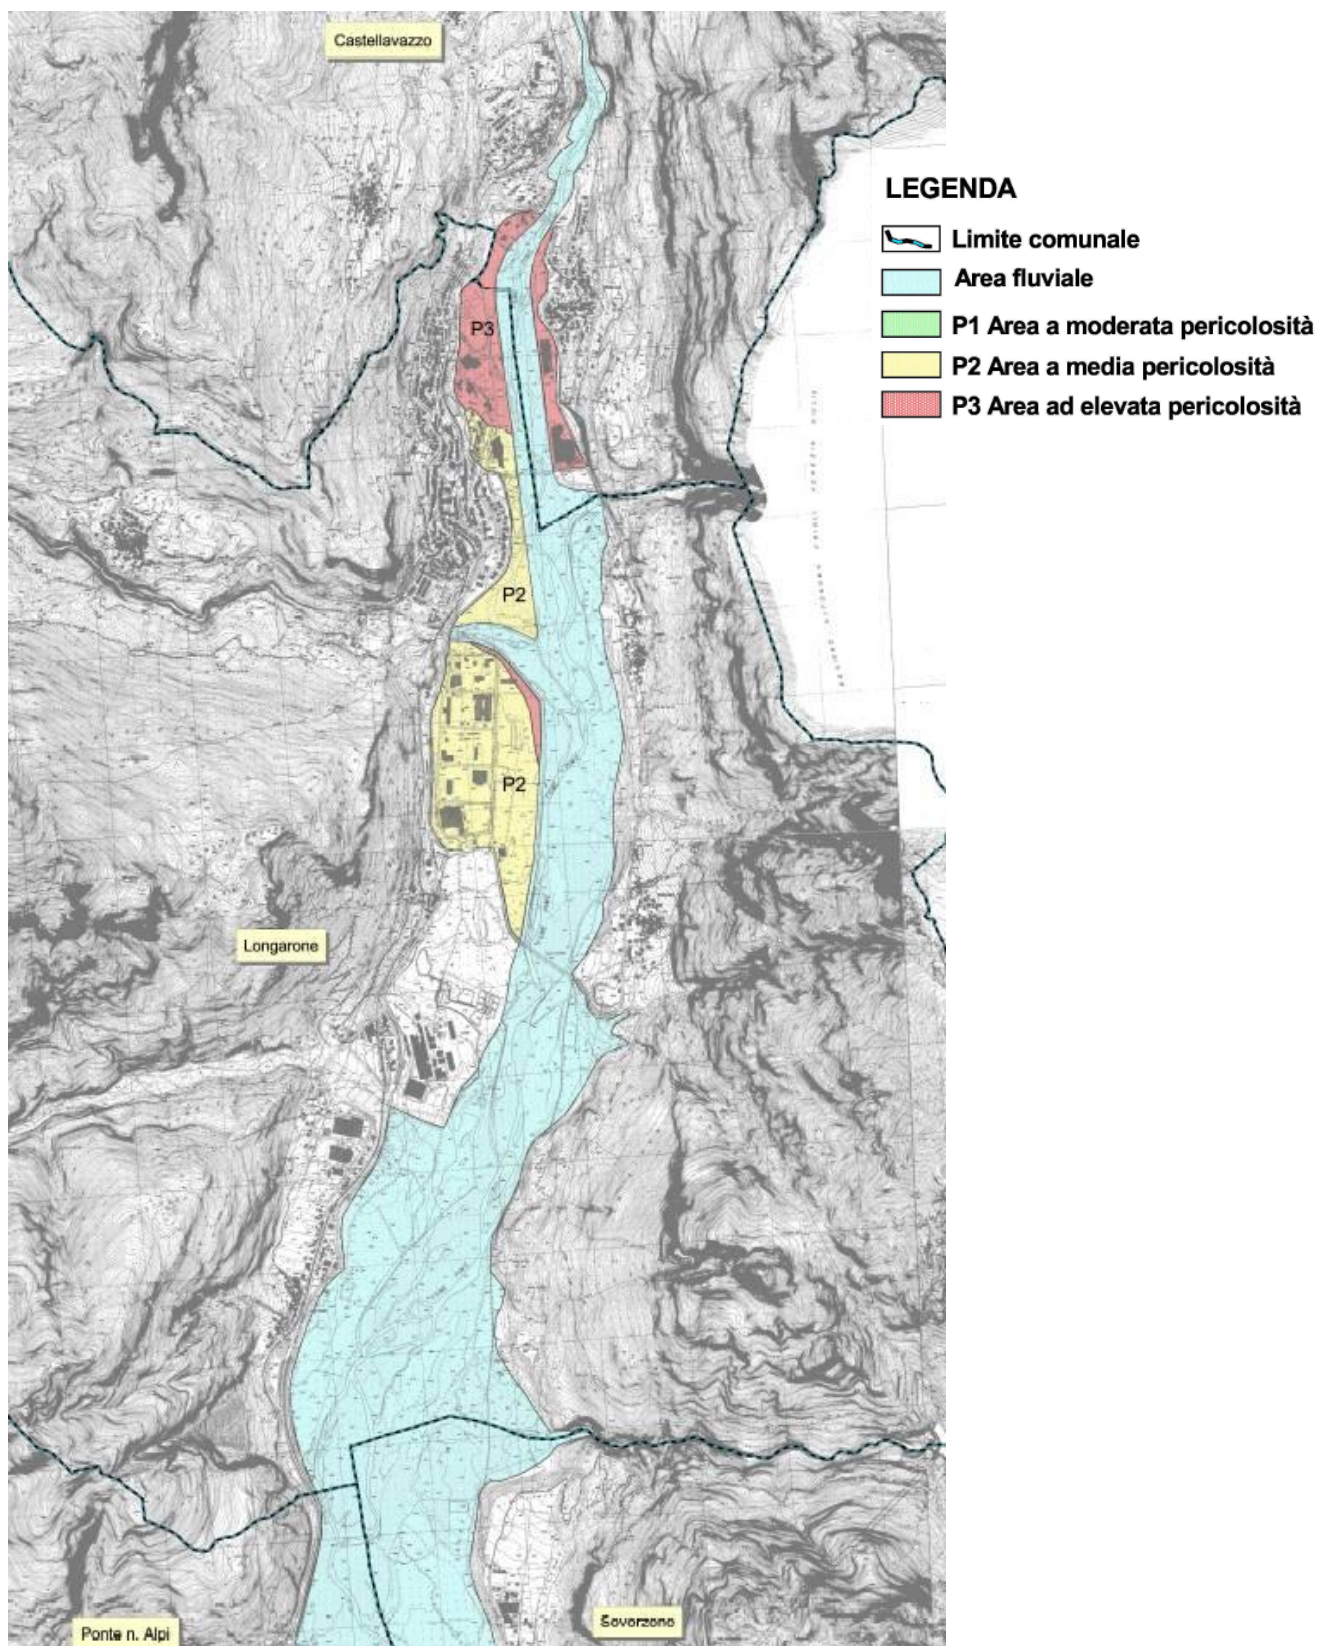 Castellavazzo
LEGENDA
Limite comunale
Area fluviale
P1 Area a moderata pericolosità
P2 Area a media pericolosità
P3 Area ad elevata pericolosità
P3
P2
P2
Longarone
Ponte n. Alpi
Soverzene